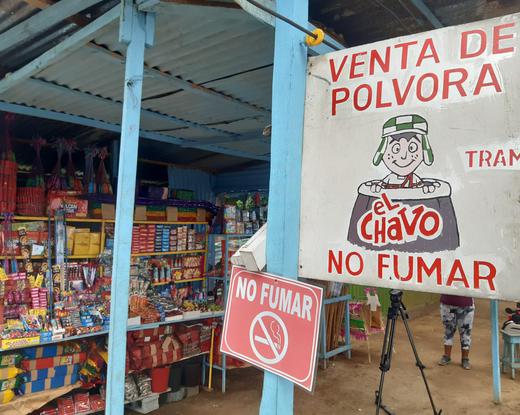 VENTA DE
POLVORA
TRAM
EL
CHAVO
NO FUMAR
NO FUMAR